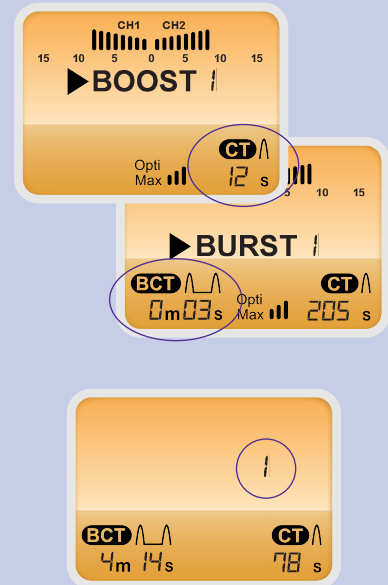 CH1 CH2
15 10 5 0 5 10 15
BOOST 1
CT
Opti
Max 12 s
5 10 15
BURST 1
BCT CT
0m03s Opti
Max 205 s
1
BCT CT
4m 14s 78 s